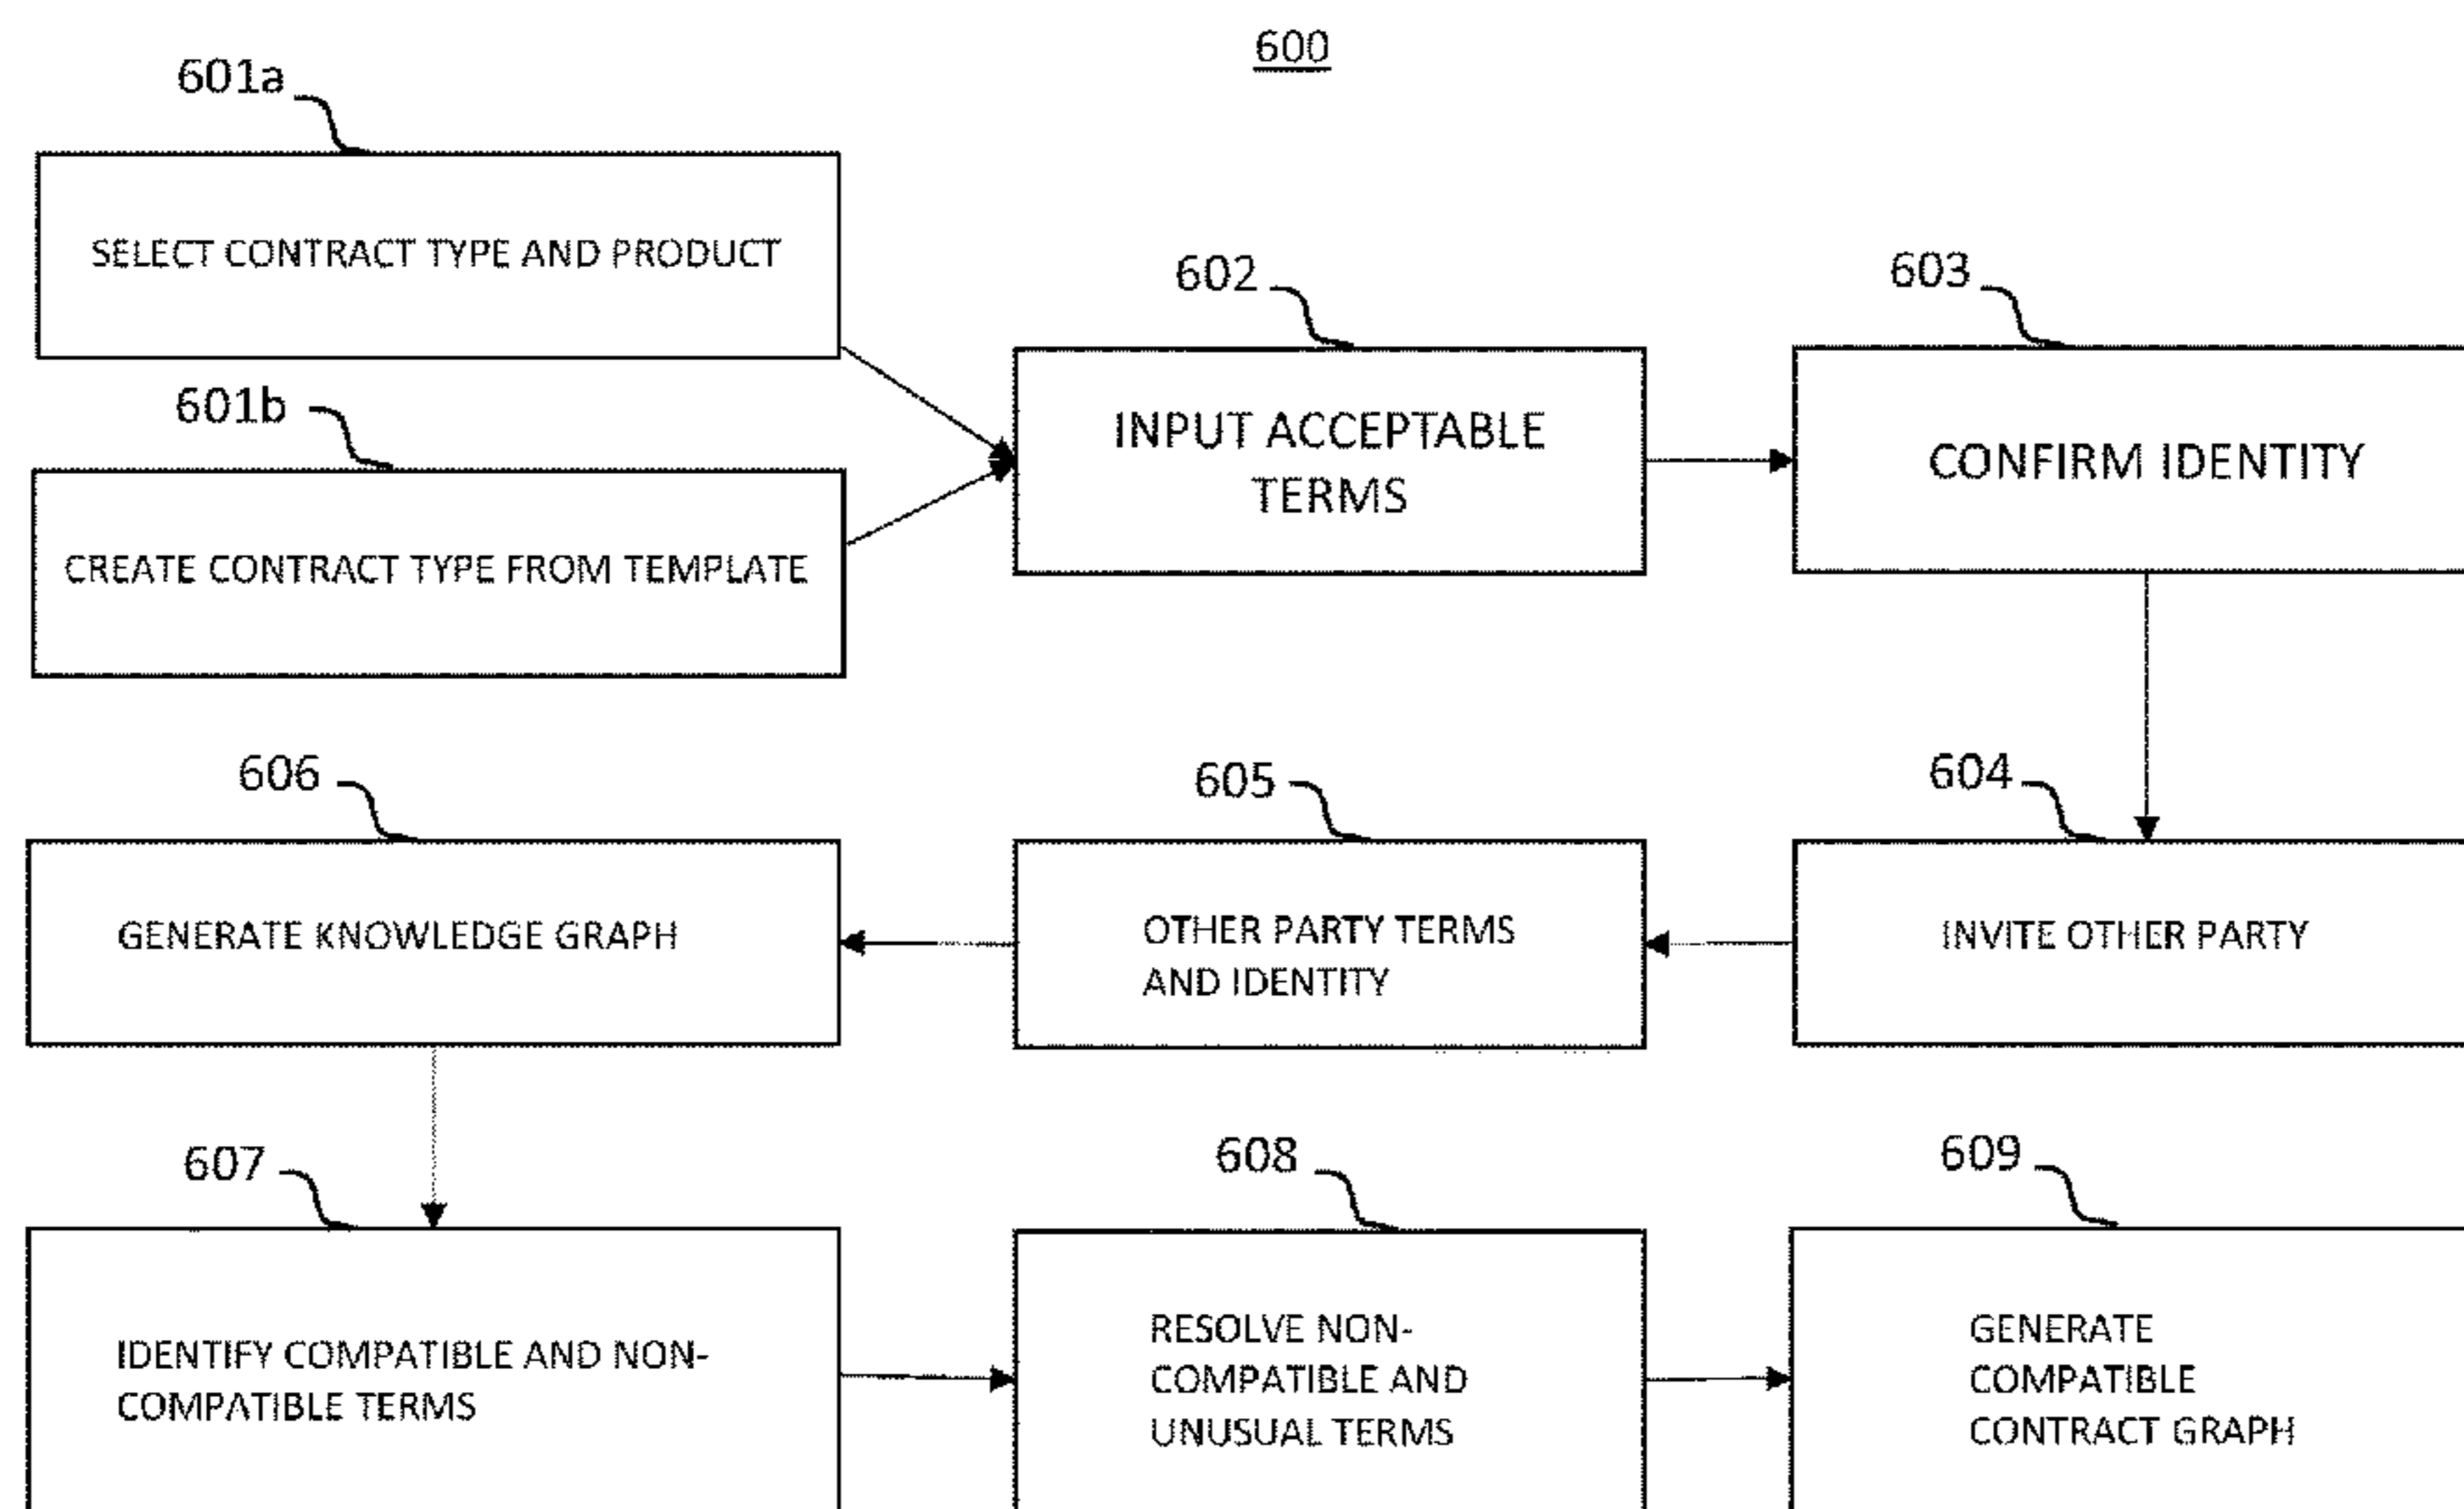 600
601a
SELECT CONTRACT TYPE AND PRODUCT
601b
CREATE CONTRACT TYPE FROM TEMPLATE
602
INPUT ACCEPTABLE
TERMS
603
CONFIRM IDENTITY
604
INVITE OTHER PARTY
605
OTHER PARTY TERMS
AND IDENTITY
606
GENERATE KNOWLEDGE GRAPH
607
IDENTIFY COMPATIBLE AND NON-
COMPATIBLE TERMS
608
RESOLVE NON-
COMPATIBLE AND
UNUSUAL TERMS
609
GENERATE
COMPATIBLE
CONTRACT GRAPH